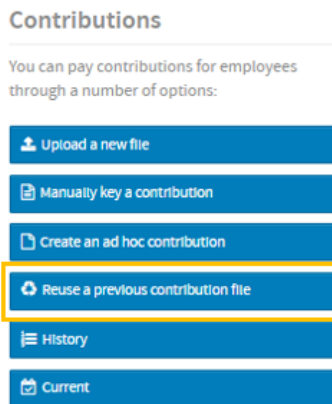 Contributions
You can pay contributions for employees
through a number of options:
Upload a new file
Manually key a contribution
Create an ad hoc contribution
Reuse a previous contribution file
History
Current